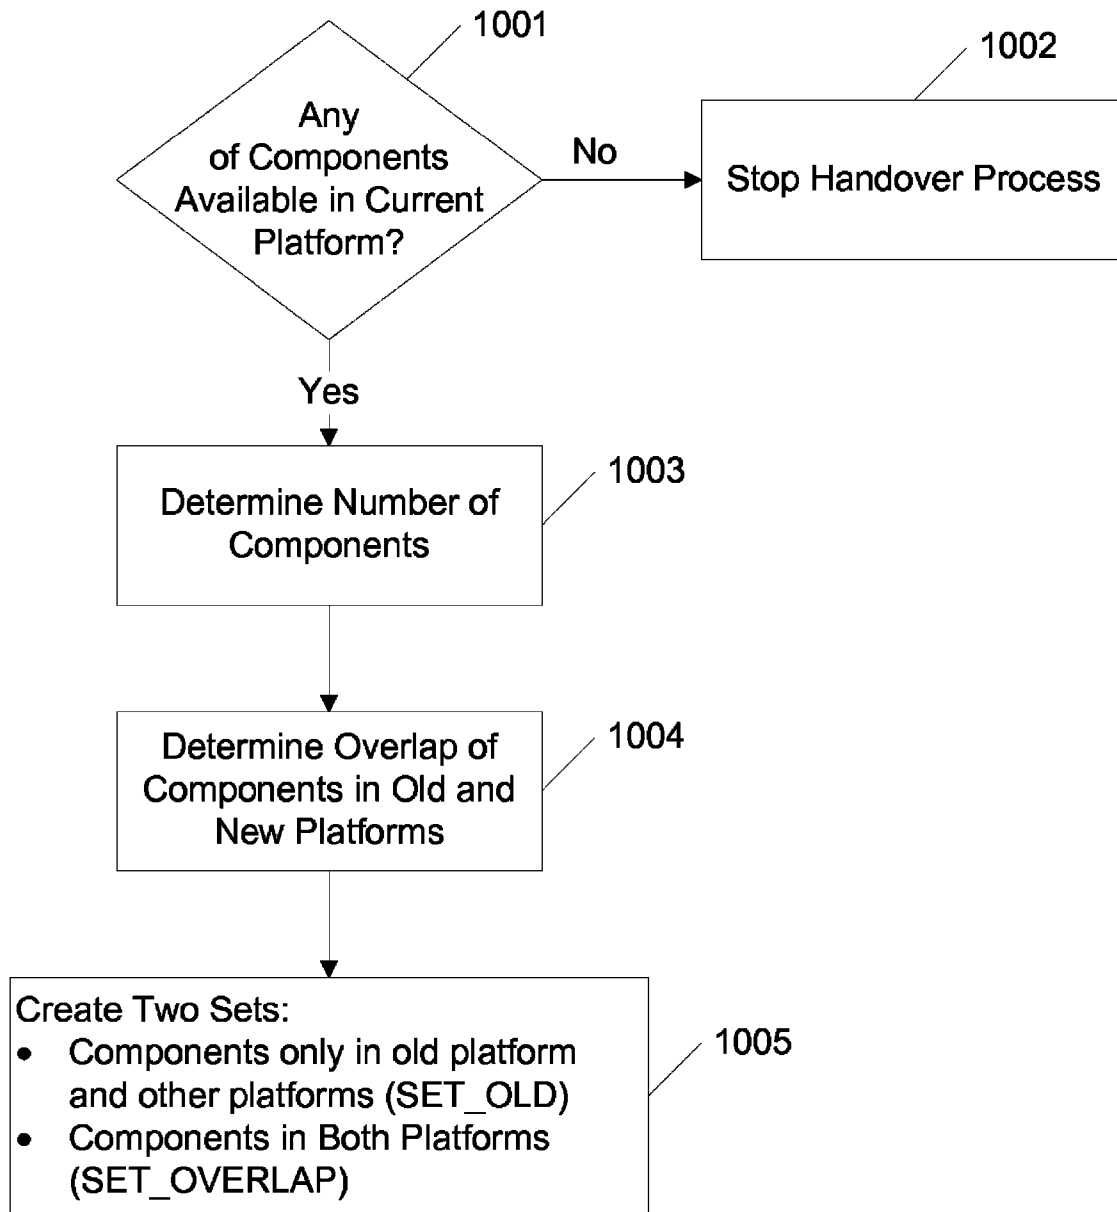 1001
Any
of Components
Available in Current
Platform?
No
1002
Stop Handover Process
Yes
1003
Determine Number of
Components
1004
Determine Overlap of
Components in Old and
New Platforms
1005
Create Two Sets:
• Components only in old platform
and other platforms (SET_OLD)
• Components in Both Platforms
(SET_OVERLAP)